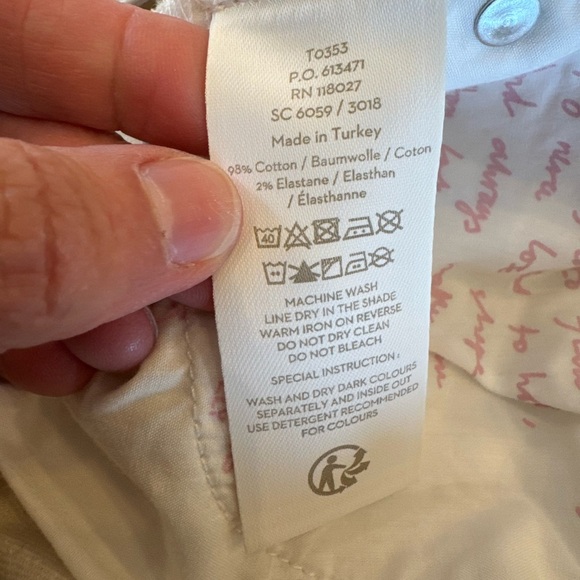 T0353
P.O. 613471
RN 118027
SC 6059 / 3018
Made in Turkey
98% Cotton / Baumwolle / Coton
2% Elastane / Elasthan
/ Élasthanne
40
MACHINE WASH
LINE DRY IN THE SHADE
WARM IRON ON REVERSE
DO NOT DRY CLEAN
DO NOT BLEACH
SPECIAL INSTRUCTION:
WASH AND DRY DARK COLOURS
SEPARATELY AND INSIDE OUT
USE DETERGENT RECOMMENDED
FOR COLOURS
always
to